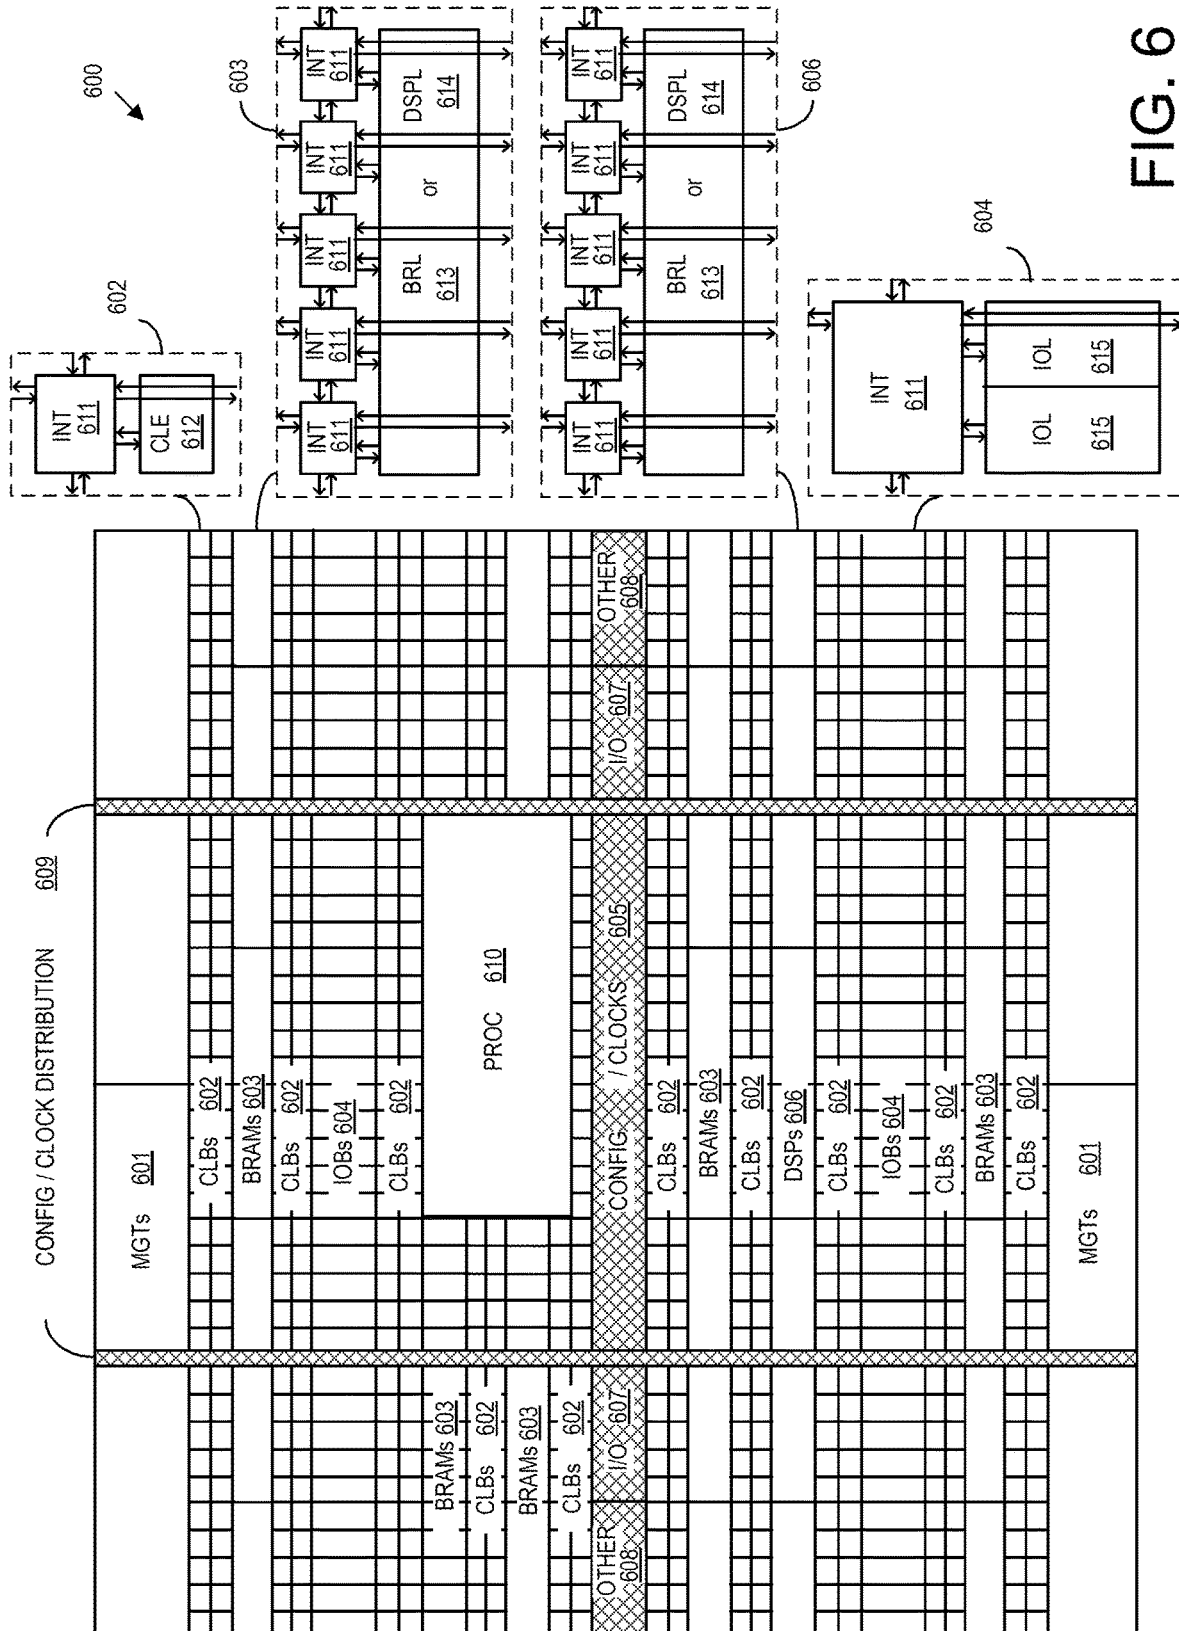 600
CONFIG / CLOCK DISTRIBUTION 609
MGTs 601
CLBs 602
BRAMs 603
CLBs 602
IOBs 604
CLBs 602
BRAMs 603
CLBs 602
PROC 610
BRAMs 603
CLBs 602
OTHER
608
I/O 607
CONFIG / CLOCKS 605
I/O 607
OTHER
608
CLBs 602
BRAMs 603
CLBs 602
DSPs 606
CLBs 602
IOBs 604
CLBs 602
BRAMs 603
CLBs 602
MGTs 601
602
INT
611
CLE
612
603
INT INT INT INT INT
611 611 611 611 611
BRL or DSPL
613 614
INT INT INT INT INT
611 611 611 611 611
BRL or DSPL
613 614
606
604
INT
611
IOL IOL
615 615
FIG. 6